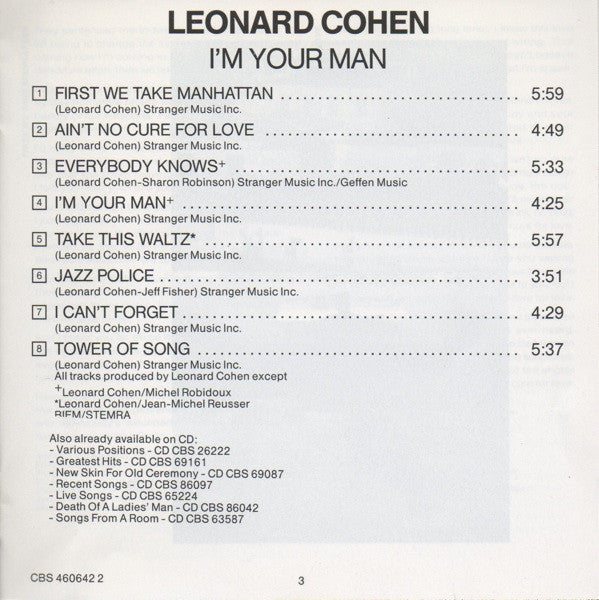 LEONARD COHEN
I'M YOUR MAN
1 FIRST WE TAKE MANHATTAN ........................................ 5:59
(Leonard Cohen) Stranger Music Inc.
2 AIN'T NO CURE FOR LOVE ........................................ 4:49
(Leonard Cohen) Stranger Music Inc.
3 EVERYBODY KNOWS+ ........................................ 5:33
(Leonard Cohen-Sharon Robinson) Stranger Music Inc./Geffen Music
4 I'M YOUR MAN+ ........................................ 4:25
(Leonard Cohen) Stranger Music Inc.
5 TAKE THIS WALTZ* ........................................ 5:57
(Leonard Cohen) Stranger Music Inc.
6 JAZZ POLICE ........................................ 3:51
(Leonard Cohen-Jeff Fisher) Stranger Music Inc.
7 I CAN'T FORGET ........................................ 4:29
(Leonard Cohen) Stranger Music Inc.
8 TOWER OF SONG ........................................ 5:37
(Leonard Cohen) Stranger Music Inc.
All tracks produced by Leonard Cohen except
+Leonard Cohen/Michel Robidoux
*Leonard Cohen/Jean-Michel Reusser
BIEM/STEMRA
Also already available on CD:
- Various Positions - CD CBS 26222
- Greatest Hits - CD CBS 69161
- New Skin For Old Ceremony - CD CBS 69087
- Recent Songs - CD CBS 86097
- Live Songs - CD CBS 65224
- Death Of A Ladies' Man - CD CBS 86042
- Songs From A Room - CD CBS 63587
CBS 460642 2
3